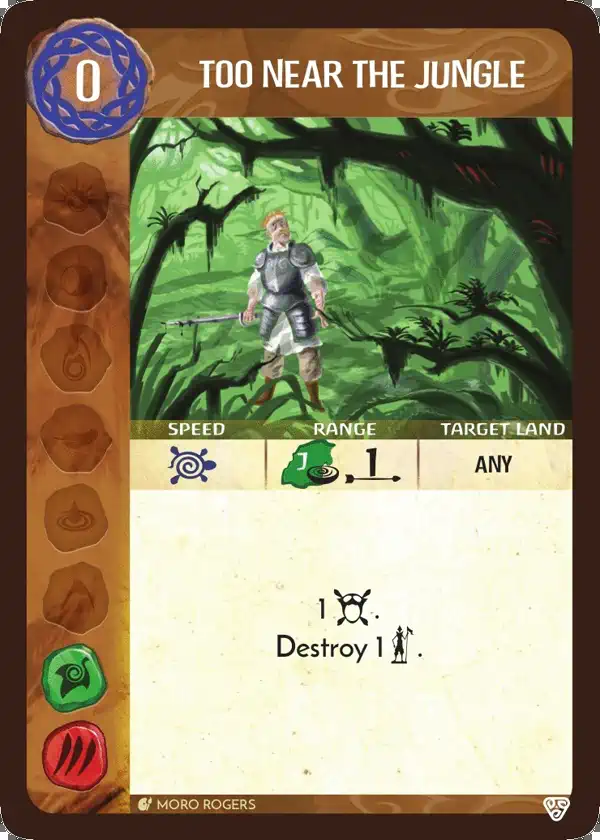 0
TOO NEAR THE JUNGLE
SPEED RANGE TARGET LAND
J 1 ANY
1 .
Destroy 1 .
MORO ROGERS